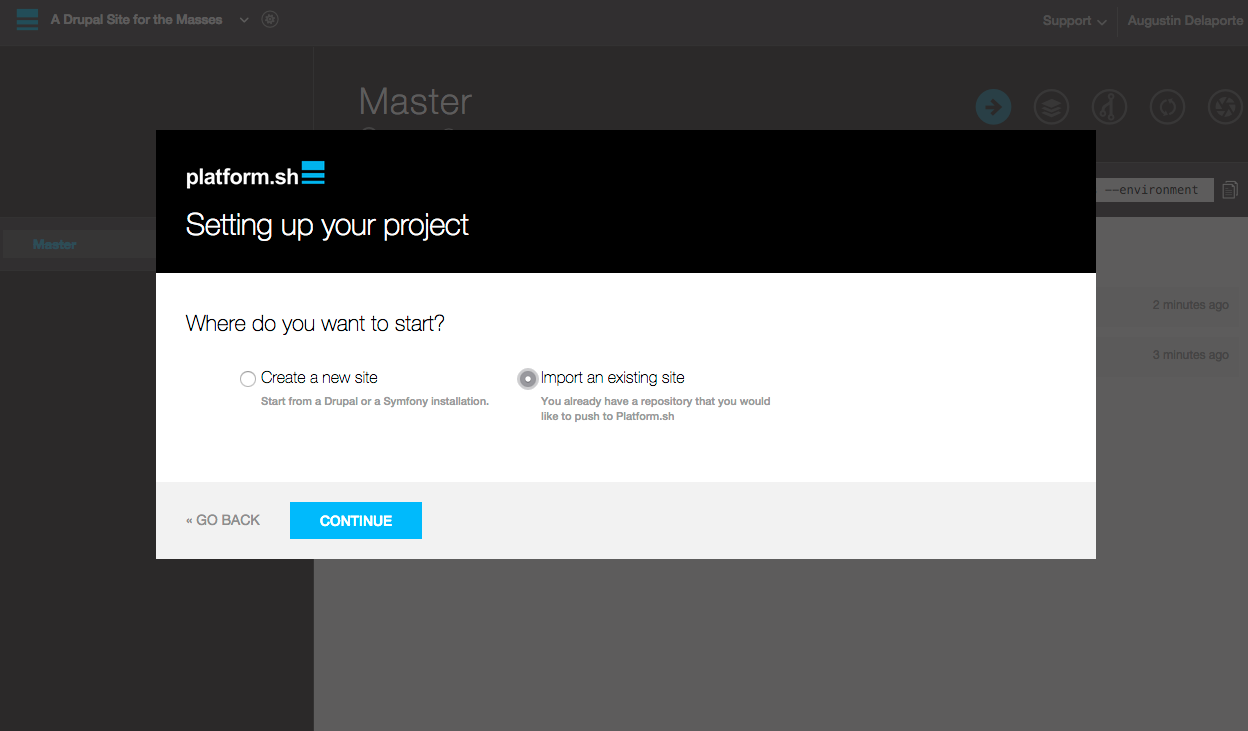 A Drupal Site for the Masses
Support
Augustin Delaporte
Master
platform.sh
Setting up your project
--environment
Master
2 minutes ago
3 minutes ago
Where do you want to start?
Create a new site
Start from a Drupal or a Symfony installation.
Import an existing site
You already have a repository that you would
like to push to Platform.sh
« GO BACK
CONTINUE